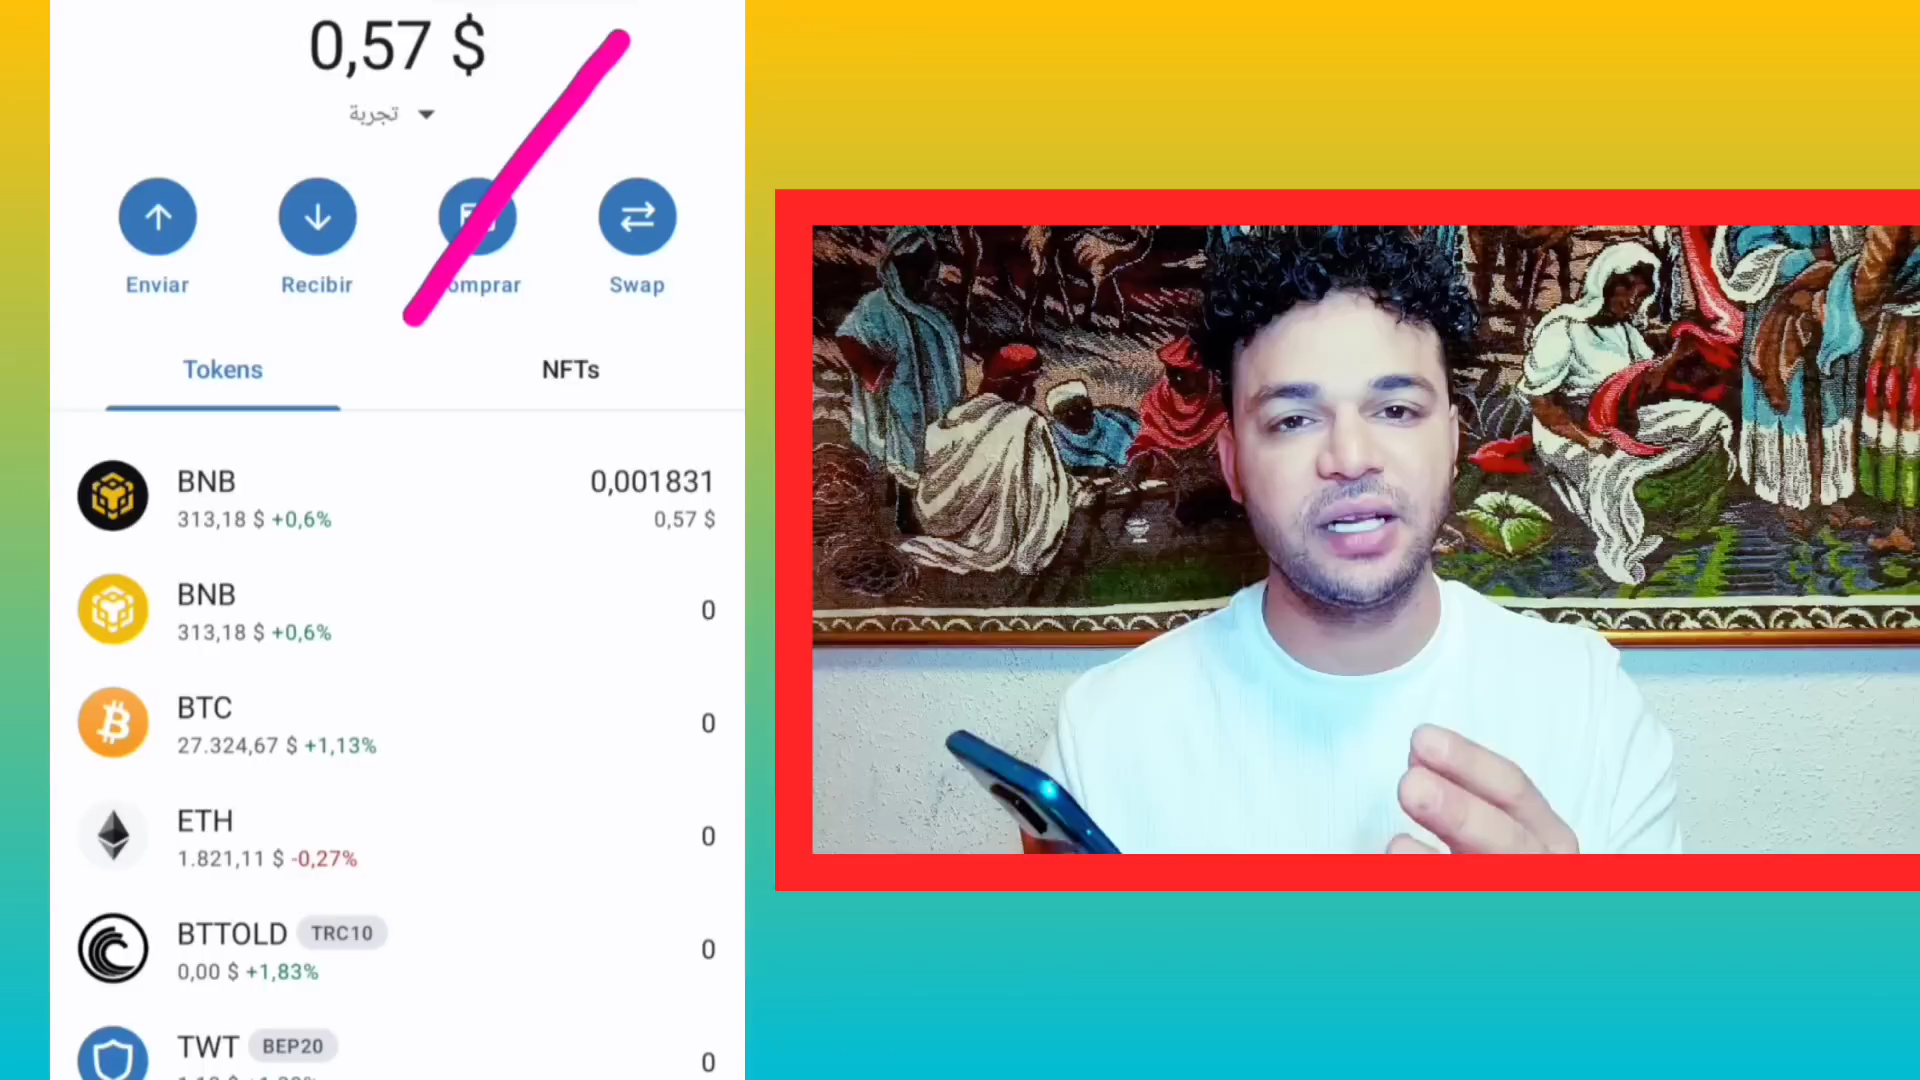 0,57 $
تجربة
Enviar
Recibir
omprar
Swap
Tokens
NFTs
BNB
0,001831
313,18 $ +0,6%
0,57 $
BNB
0
313,18 $ +0,6%
BTC
0
27.324,67 $ +1,13%
ETH
0
1.821,11 $ -0,27%
BTTOLD TRC10
0
0,00 $ +1,83%
TWT BEP20
0